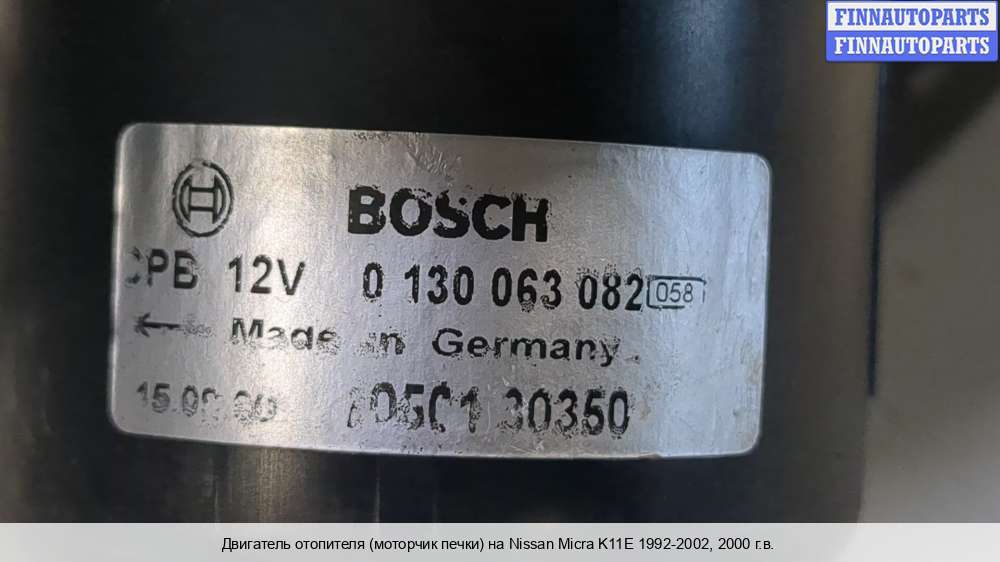 FINNAUTOPARTS
FINNAUTOPARTS
BOSCH
12V 0 130 063 082 058
Made in Germany
30350
Двигатель отопителя (моторчик печки) на Nissan Micra K11E 1992-2002, 2000 г.в.